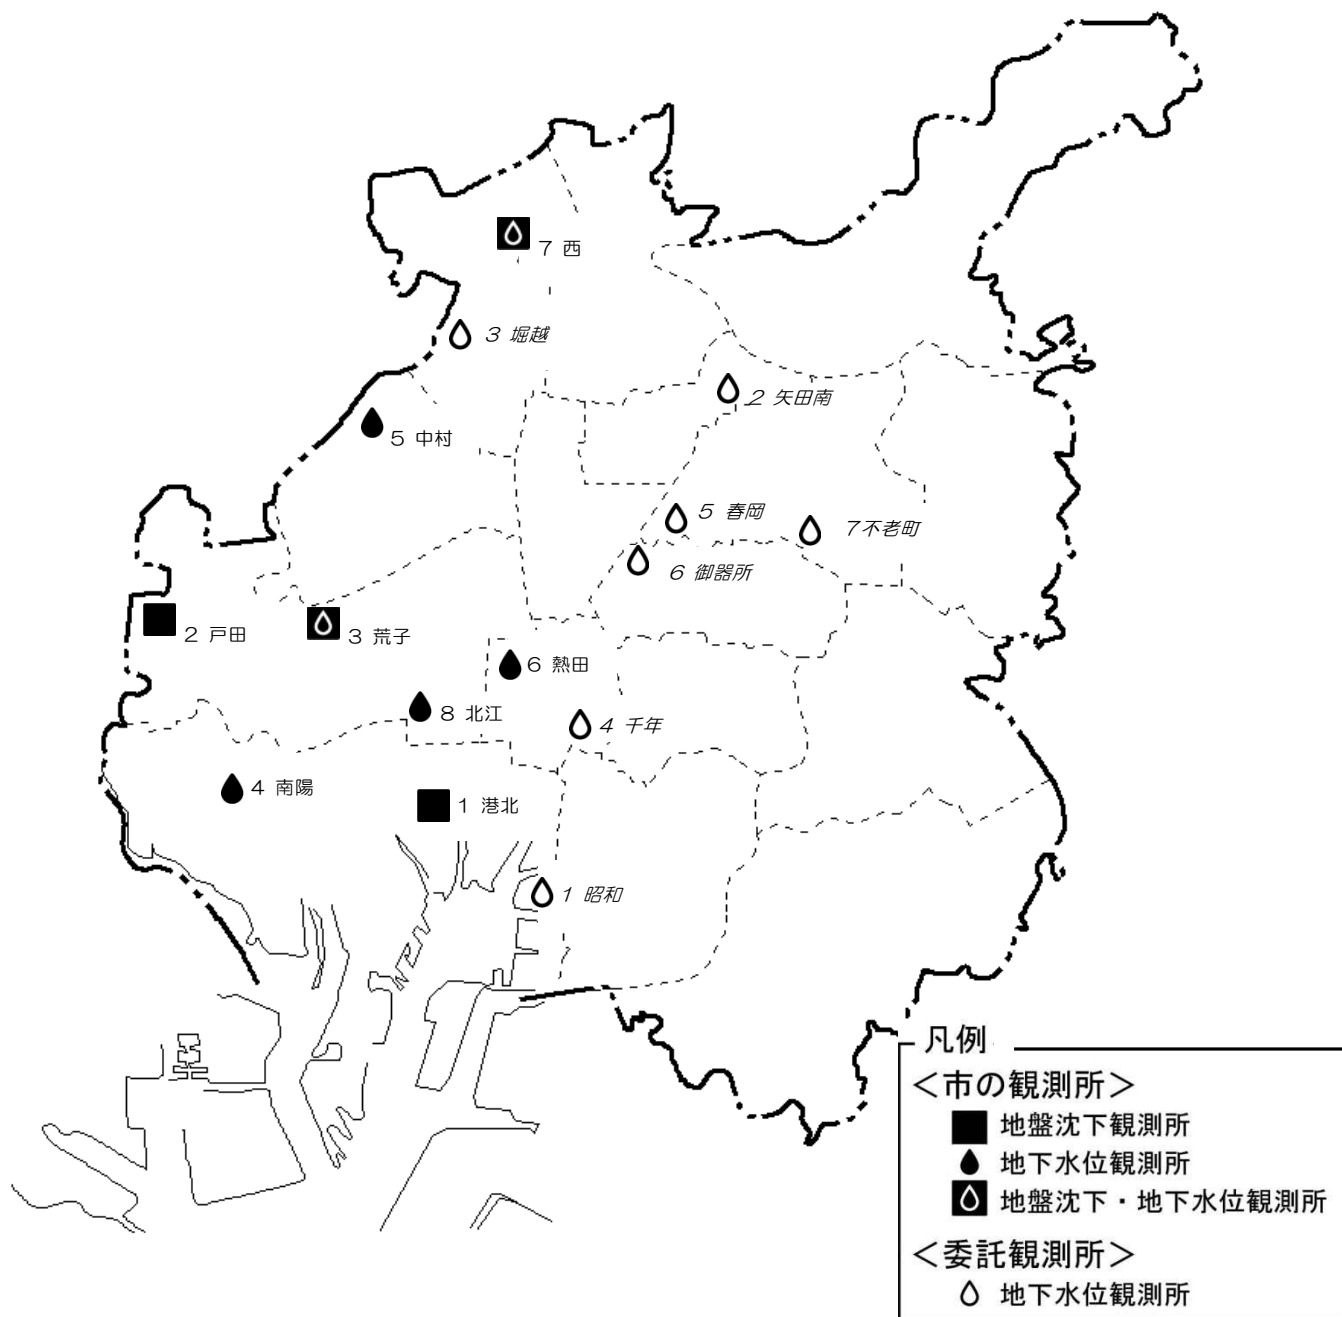 7 西
3 堀越
2 矢田南
5 中村
5 春岡
7不老町
6 御器所
2 戸田
3 荒子
6 熱田
8 北江
4 千年
4 南陽
1 港北
1 昭和
凡例
＜市の観測所＞
地盤沈下観測所
地下水位観測所
地盤沈下・地下水位観測所
＜委託観測所＞
地下水位観測所